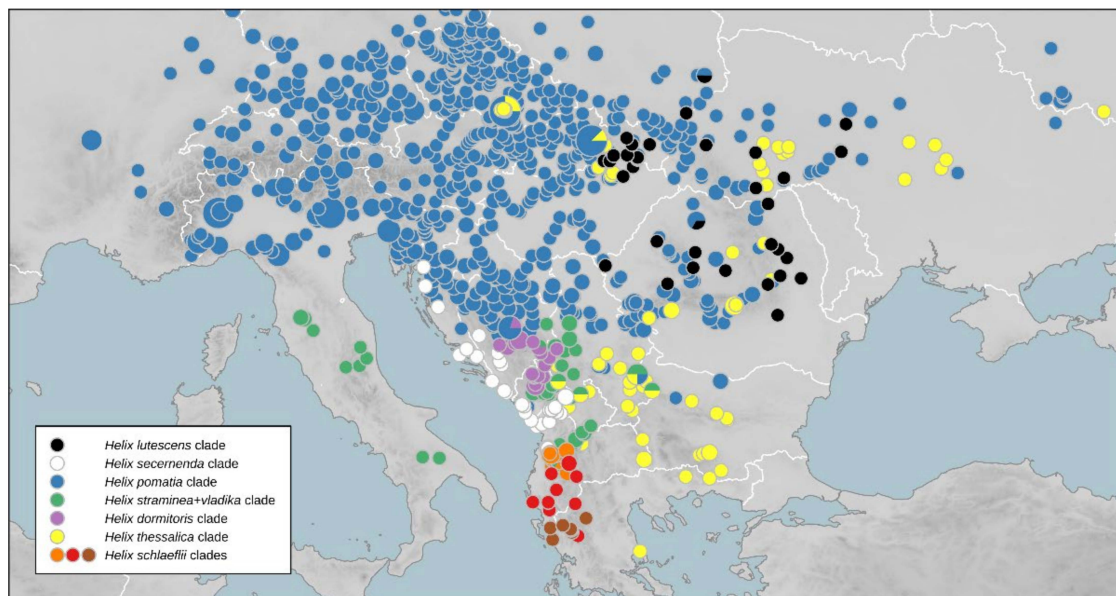 Helix lutescens clade
Helix secernenda clade
Helix pomatia clade
Helix straminea+vladika clade
Helix dormitoris clade
Helix thessalica clade
Helix schlaeflii clades